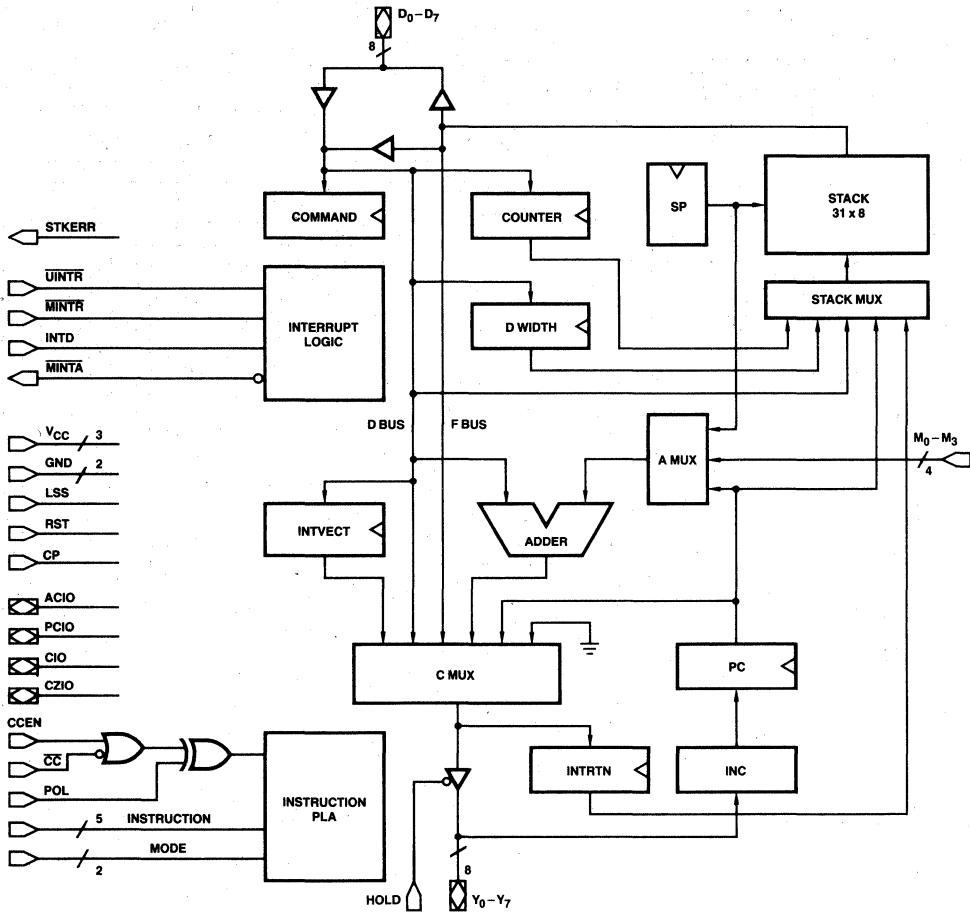 D0–D7
8
COMMAND
COUNTER
SP
STACK
31 x 8
STKERR
UINTR
MINTR
INTD
MINTA
INTERRUPT
LOGIC
D WIDTH
STACK MUX
D BUS
F BUS
A MUX
M0–M3
4
VCC
3
GND
2
LSS
RST
CP
INTVECT
ADDER
ACIO
PCIO
CIO
CZIO
C MUX
PC
CCEN
CC
POL
5
INSTRUCTION
MODE
2
INSTRUCTION
PLA
INTRTN
INC
8
HOLD
Y0–Y7